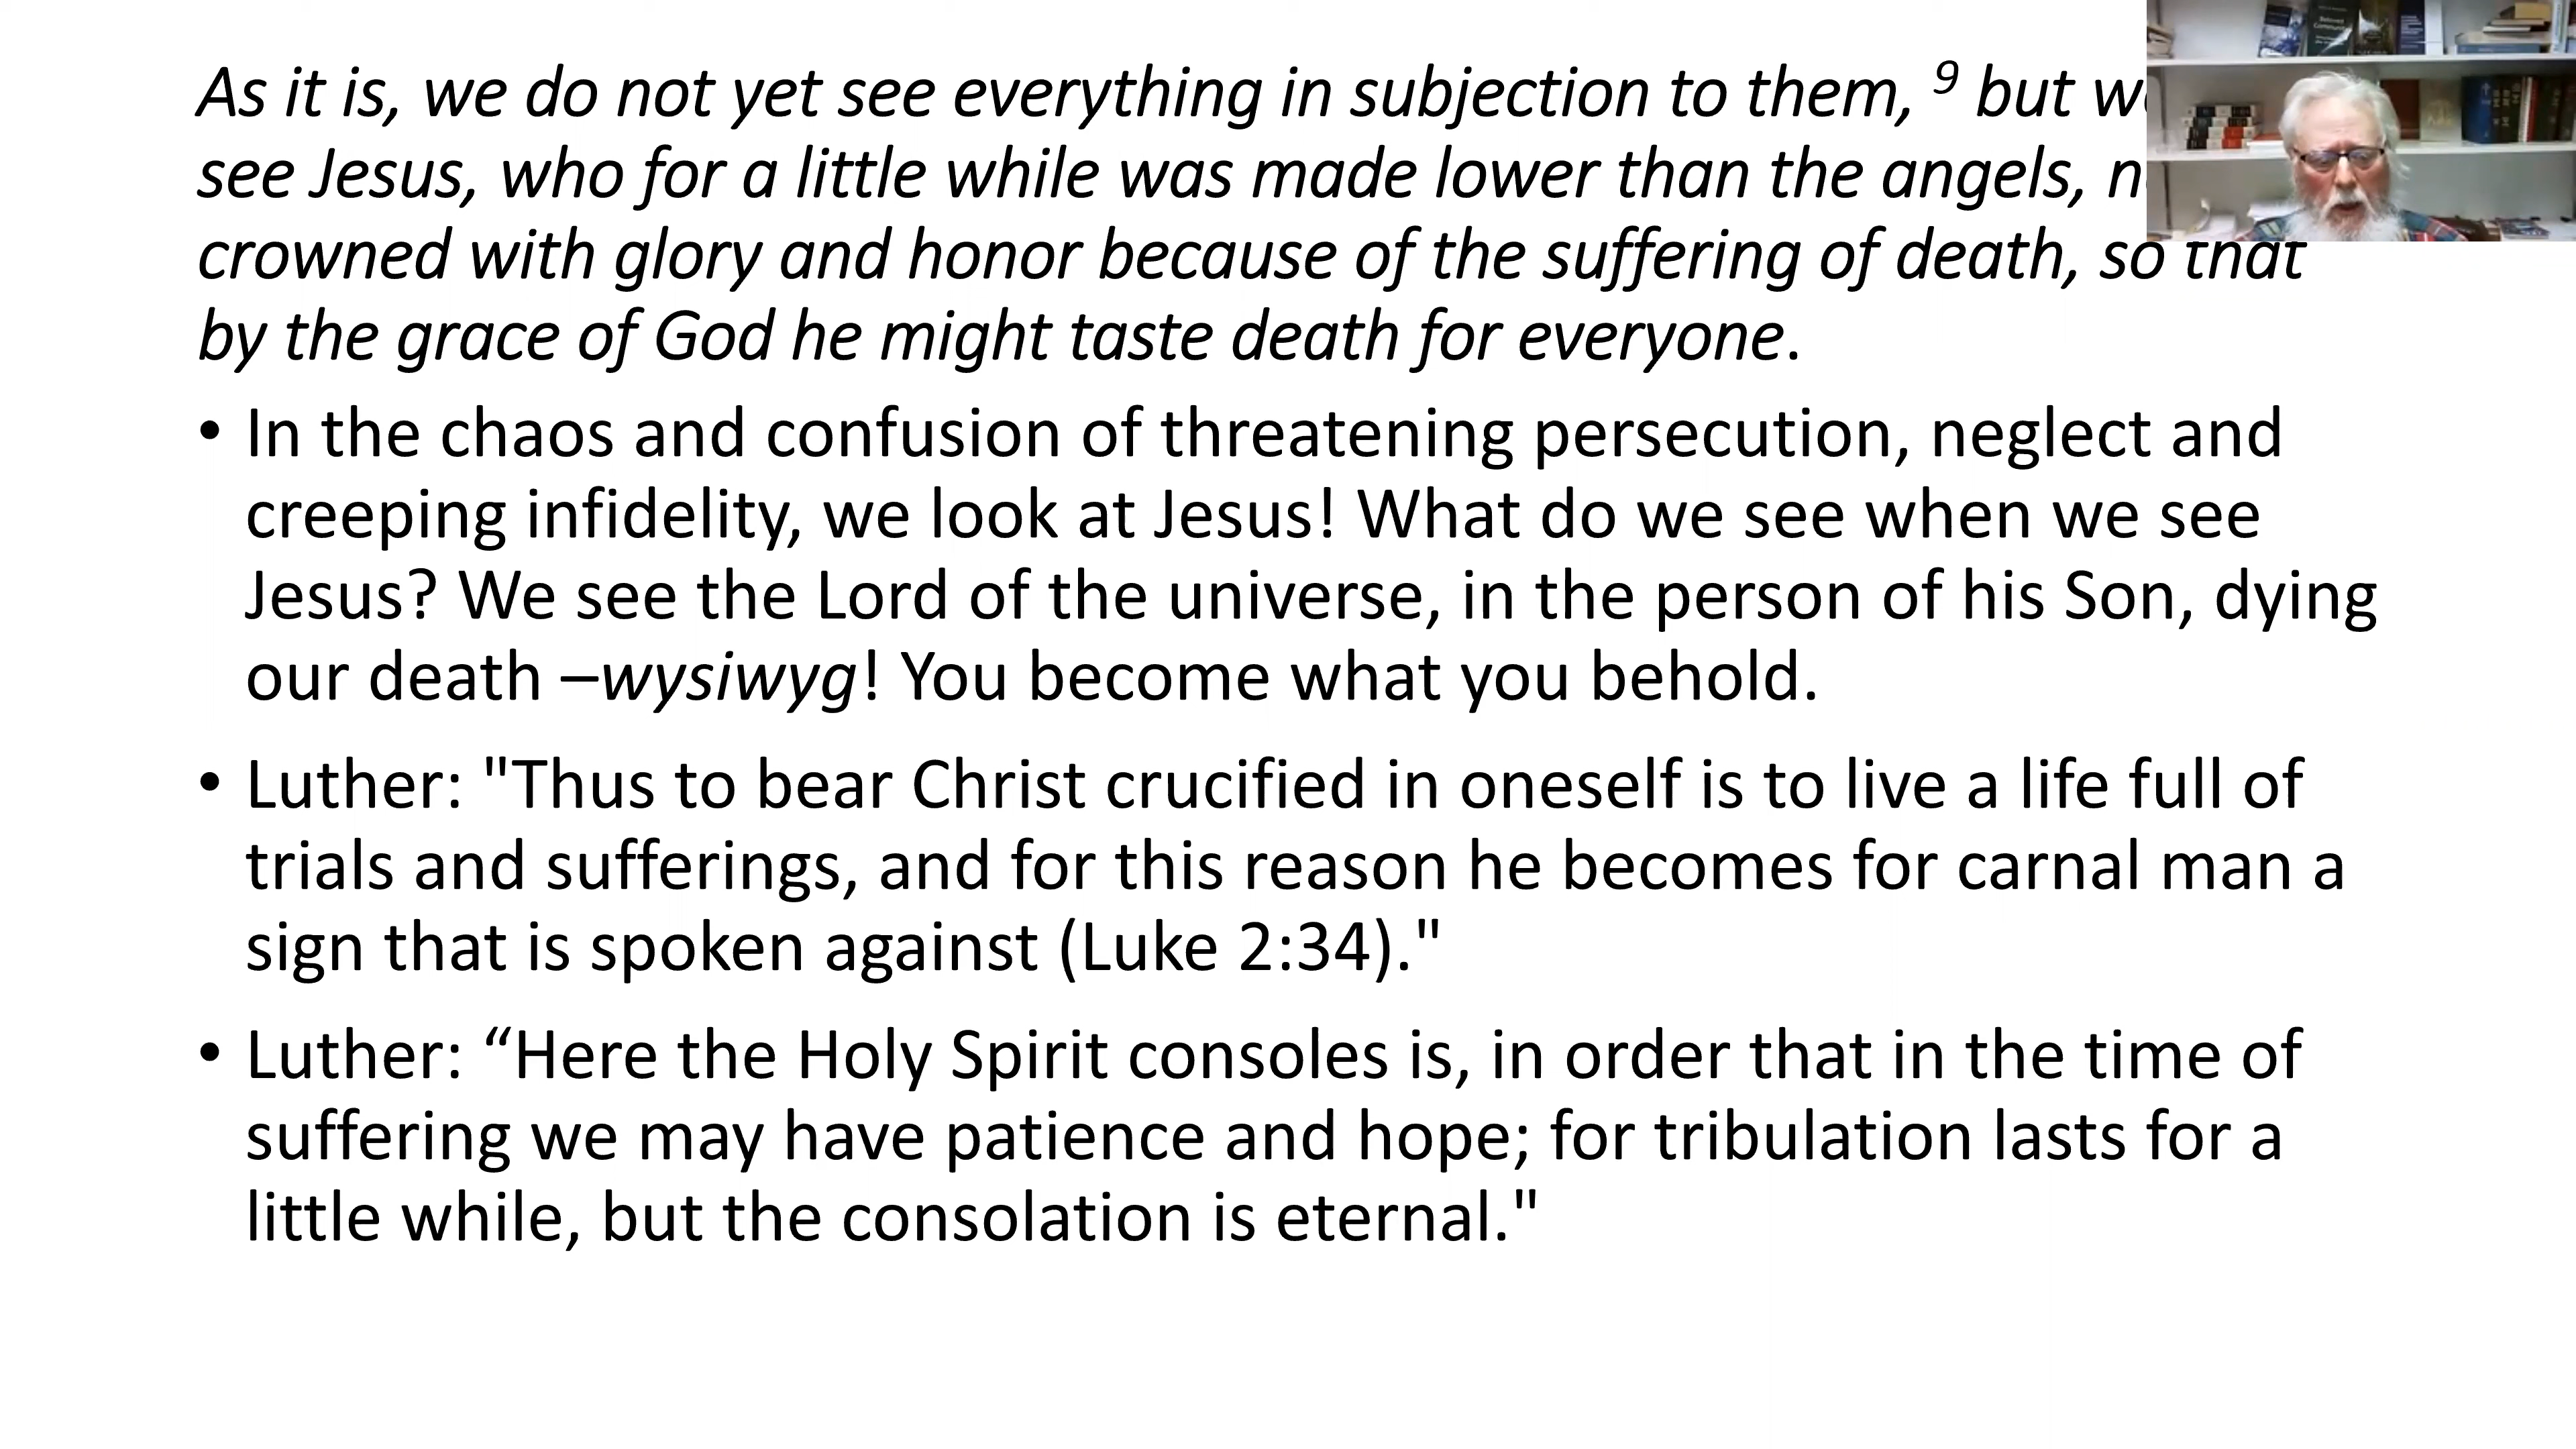 As it is, we do not yet see everything in subjection to them, 9 but
see Jesus, who for a little while was made lower than the angels,
crowned with glory and honor because of the suffering of death, so that
by the grace of God he might taste death for everyone.
• In the chaos and confusion of threatening persecution, neglect and
creeping infidelity, we look at Jesus! What do we see when we see
Jesus? We see the Lord of the universe, in the person of his Son, dying
our death –wysiwyg! You become what you behold.
• Luther: "Thus to bear Christ crucified in oneself is to live a life full of
trials and sufferings, and for this reason he becomes for carnal man a
sign that is spoken against (Luke 2:34)."
• Luther: “Here the Holy Spirit consoles is, in order that in the time of
suffering we may have patience and hope; for tribulation lasts for a
little while, but the consolation is eternal."